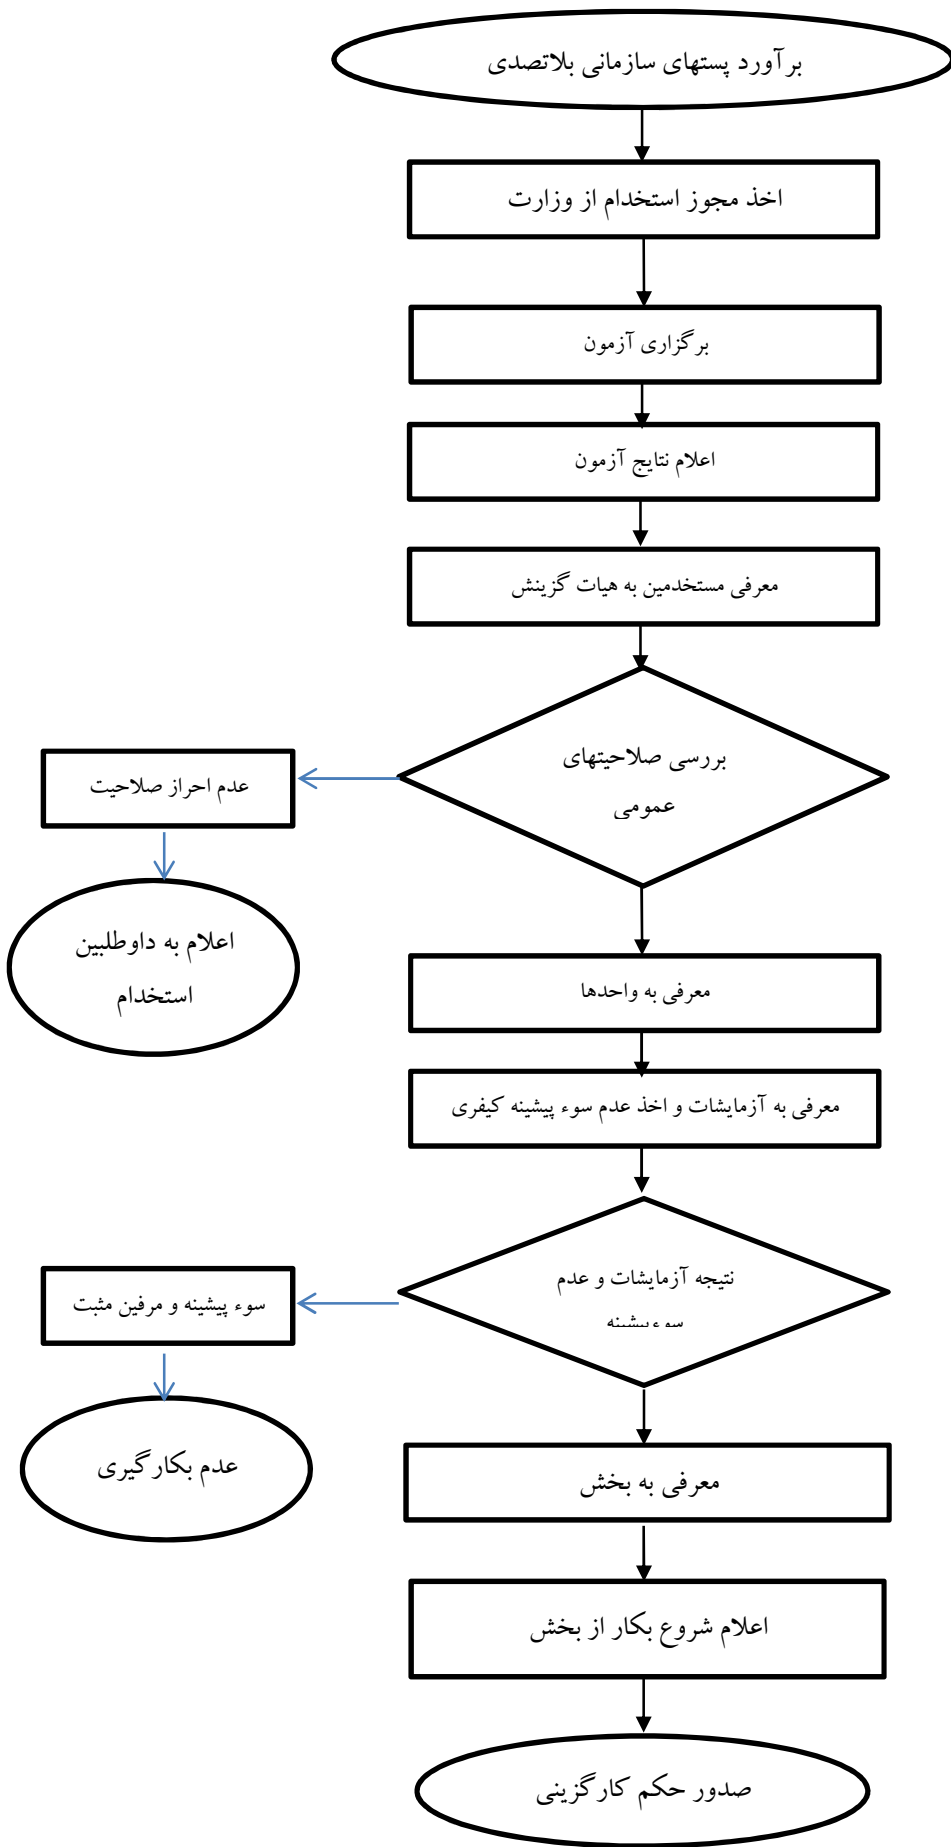 برآورد پستهای سازمانی بلاتصدی
اخذ مجوز استخدام از وزارت
برگزاری آزمون
اعلام نتایج آزمون
معرفی مستخدمین به هیات گزینش
بررسی صلاحیتهای
عمومی
عدم احراز صلاحیت
اعلام به داوطلبین
استخدام
معرفی به واحدها
معرفی به آزمایشات و اخذ عدم سوء پیشینه کیفری
نتیجه آزمایشات و عدم
سوءپیشینه
سوء پیشینه و مرفین مثبت
عدم بکارگیری
معرفی به بخش
اعلام شروع بکار از بخش
صدور حکم کارگزینی